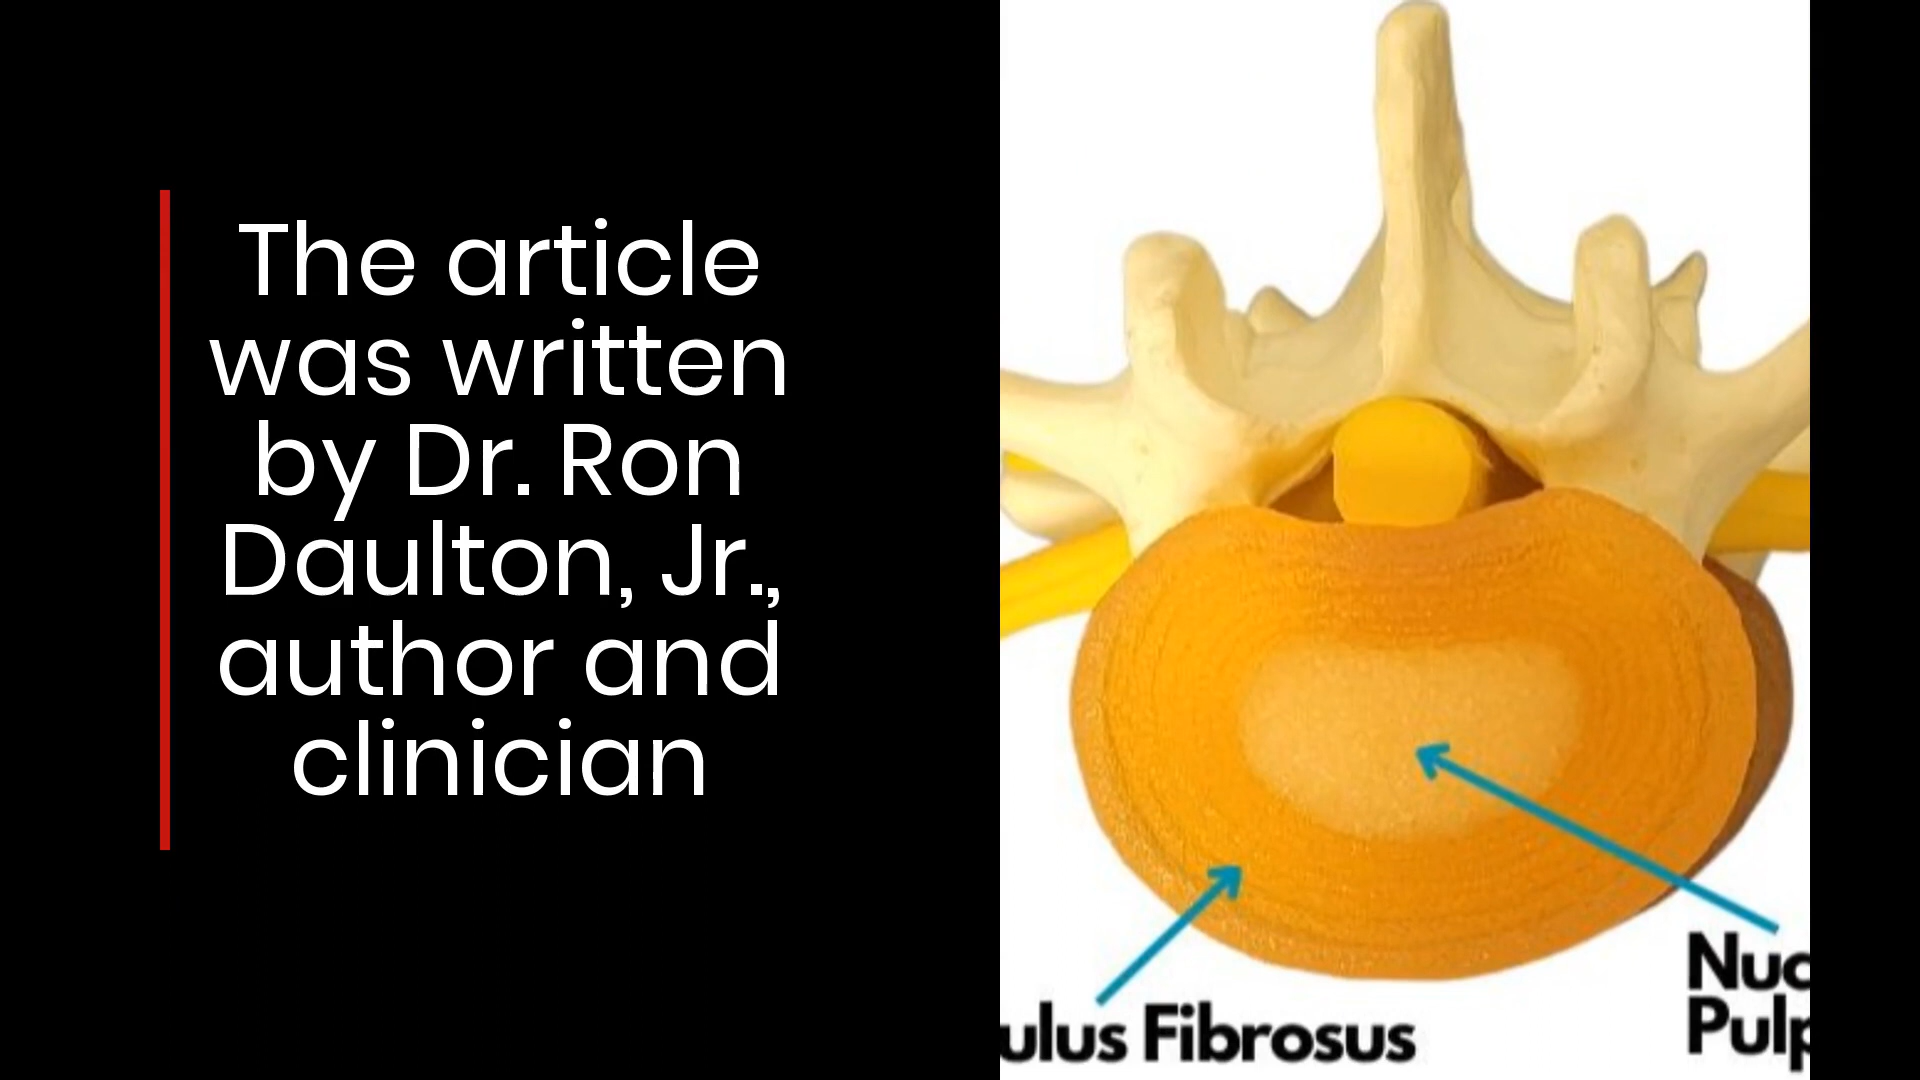 The article
was written
by Dr. Ron
Daulton, Jr.,
author and
clinician
ulus Fibrosus
Nuc
Pulp